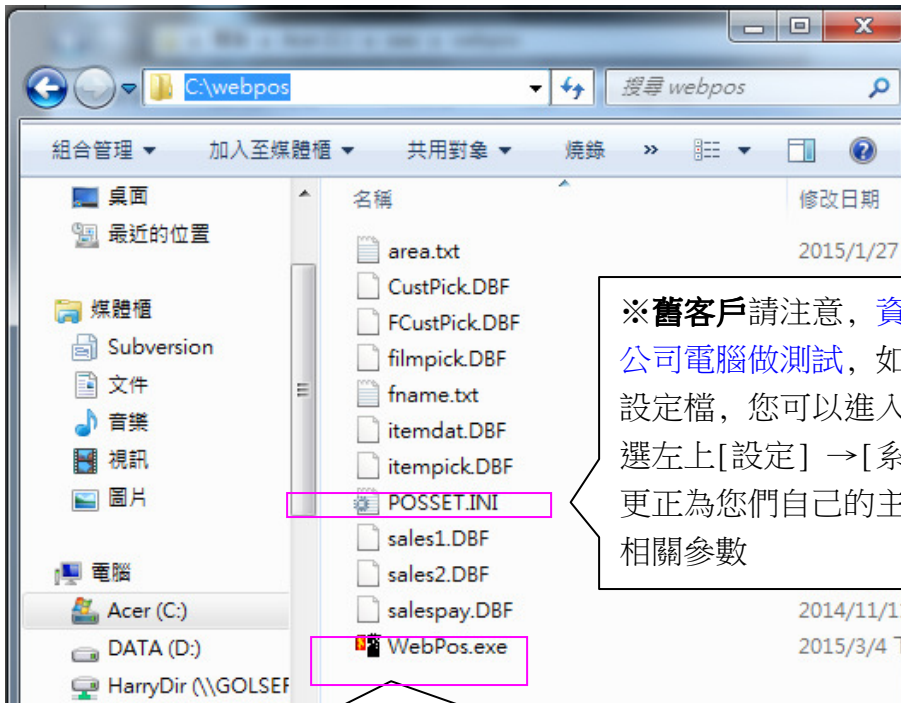 C:\webpos
搜尋 webpos
組合管理 加入至媒體櫃 共用對象 燒錄 »
桌面
最近的位置
媒體櫃
Subversion
文件
音樂
視訊
圖片
電腦
Acer (C:)
DATA (D:)
HarryDir (\\GOLSEF
名稱 修改日期
area.txt 2015/1/27
CustPick.DBF
FCustPick.DBF
filmpick.DBF
fname.txt
itemdat.DBF
itempick.DBF
POSSET.INI
sales1.DBF
sales2.DBF
salespay.DBF 2014/11/1
WebPos.exe 2015/3/4
※舊客戶請注意，資
公司電腦做測試，如
設定檔，您可以進入
選左上[設定] →[系
更正為您們自己的主
相關參數